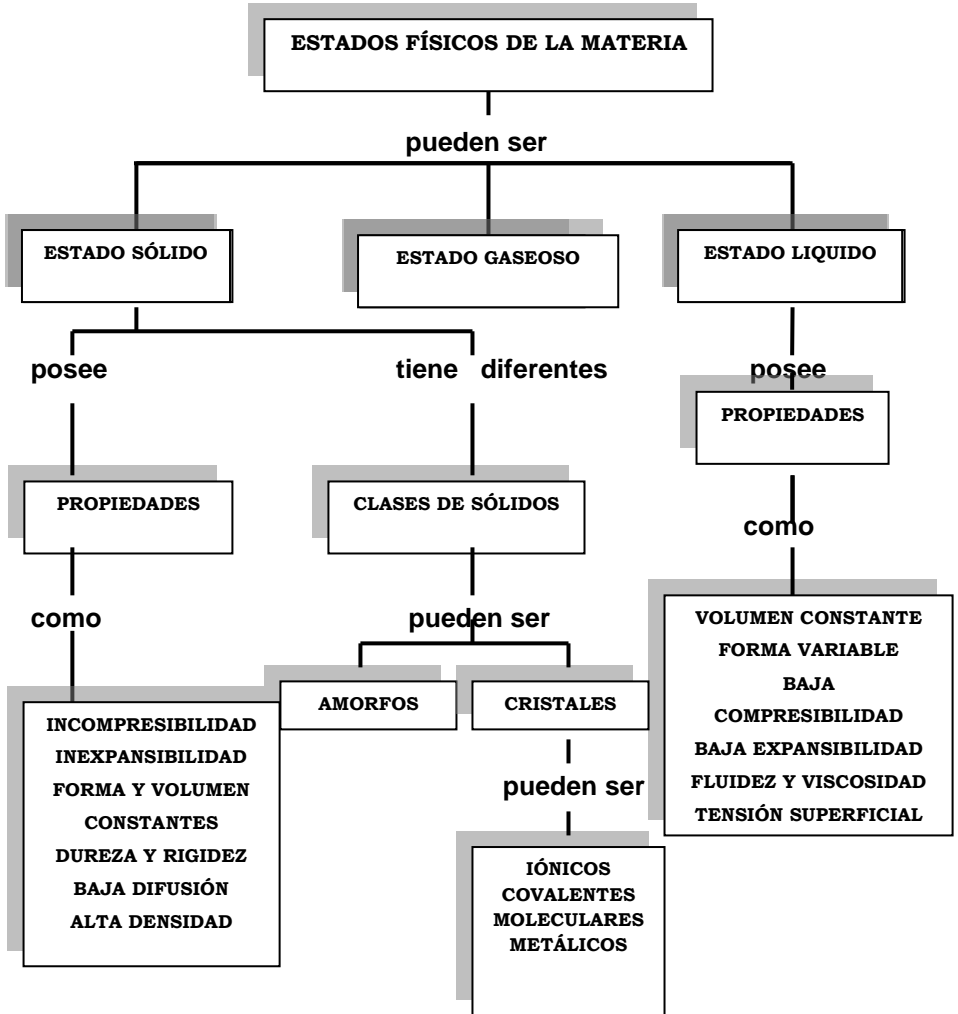 ESTADOS FÍSICOS DE LA MATERIA
pueden ser
ESTADO SÓLIDO
ESTADO GASEOSO
ESTADO LIQUIDO
posee
tiene diferentes
posee
PROPIEDADES
PROPIEDADES
CLASES DE SÓLIDOS
como
como
pueden ser
VOLUMEN CONSTANTE
FORMA VARIABLE
BAJA
COMPRESIBILIDAD
BAJA EXPANSIBILIDAD
FLUIDEZ Y VISCOSIDAD
TENSIÓN SUPERFICIAL
AMORFOS
CRISTALES
INCOMPRESIBILIDAD
INEXPANSIBILIDAD
FORMA Y VOLUMEN
CONSTANTES
DUREZA Y RIGIDEZ
BAJA DIFUSIÓN
ALTA DENSIDAD
pueden ser
IÓNICOS
COVALENTES
MOLECULARES
METÁLICOS